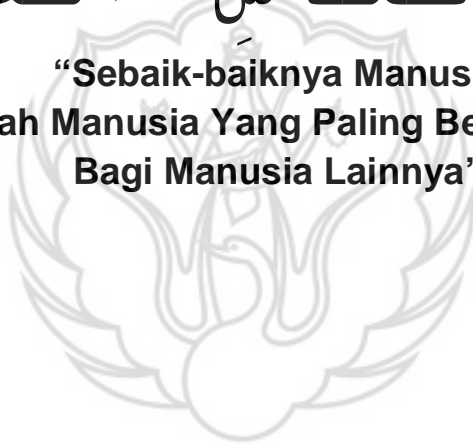 “Sebaik-baiknya Manus
ah Manusia Yang Paling Be
Bagi Manusia Lainnya”